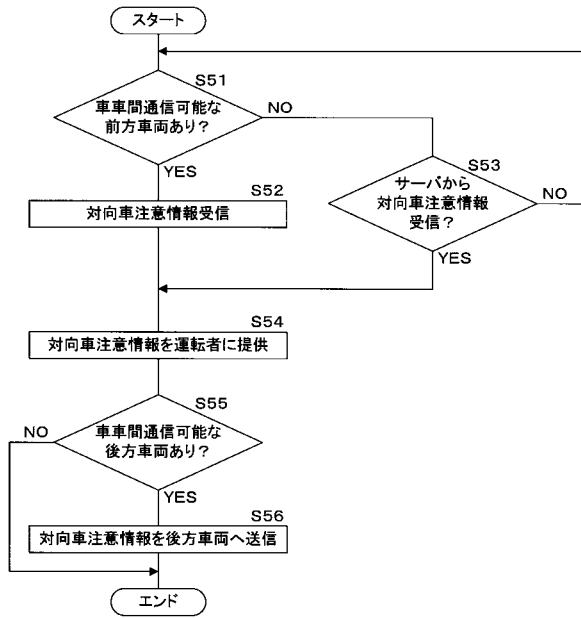 スタート
S51
車車間通信可能な
前方車両あり？
NO
YES
S52
対向車注意情報受信
S53
サーバから
対向車注意情報
受信？
NO
YES
S54
対向車注意情報を運転者に提供
S55
車車間通信可能な
後方車両あり？
NO
YES
S56
対向車注意情報を後方車両へ送信
エンド